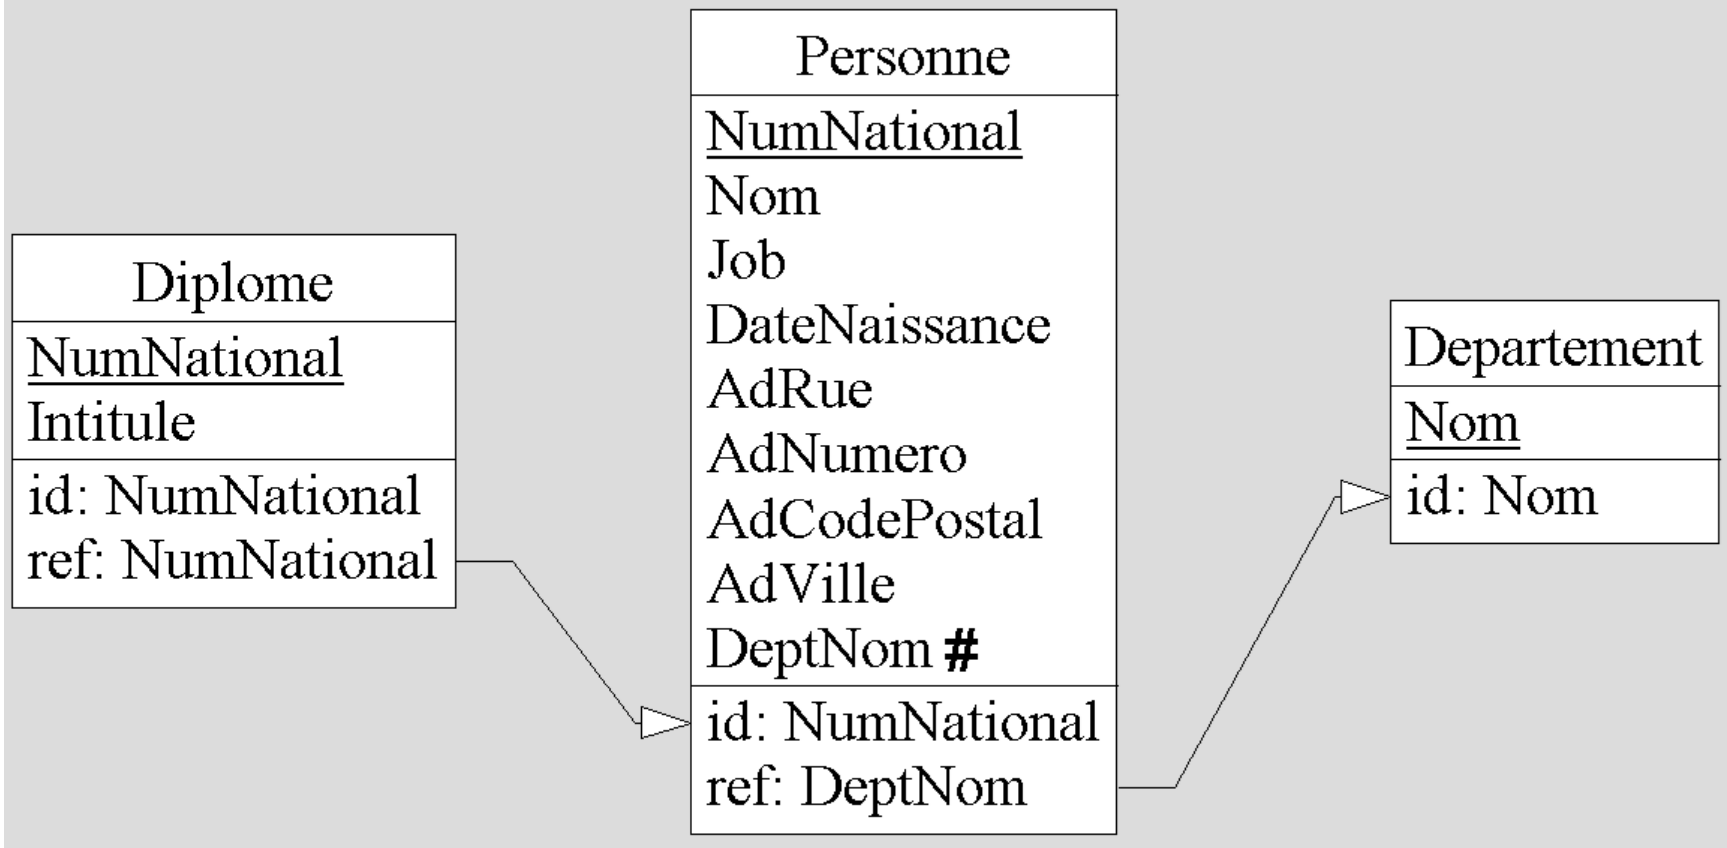 Diplome
NumNational
Intitule
id: NumNational
ref: NumNational
Personne
NumNational
Nom
Job
DateNaissance
AdRue
AdNumero
AdCodePostal
AdVille
DeptNom #
id: NumNational
ref: DeptNom
Departement
Nom
id: Nom